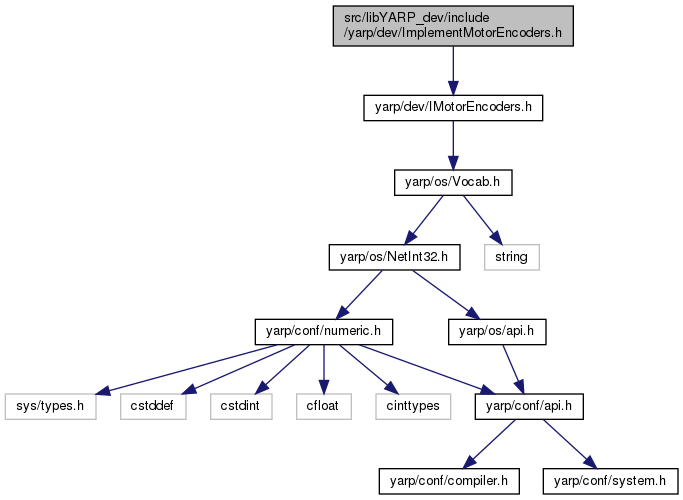 src/libYARP_dev/include
/yarp/dev/ImplementMotorEncoders.h
yarp/dev/IMotorEncoders.h
yarp/os/Vocab.h
yarp/os/NetInt32.h
string
yarp/conf/numeric.h
yarp/os/api.h
sys/types.h
cstddef
cstdint
cfloat
cinttypes
yarp/conf/api.h
yarp/conf/compiler.h
yarp/conf/system.h